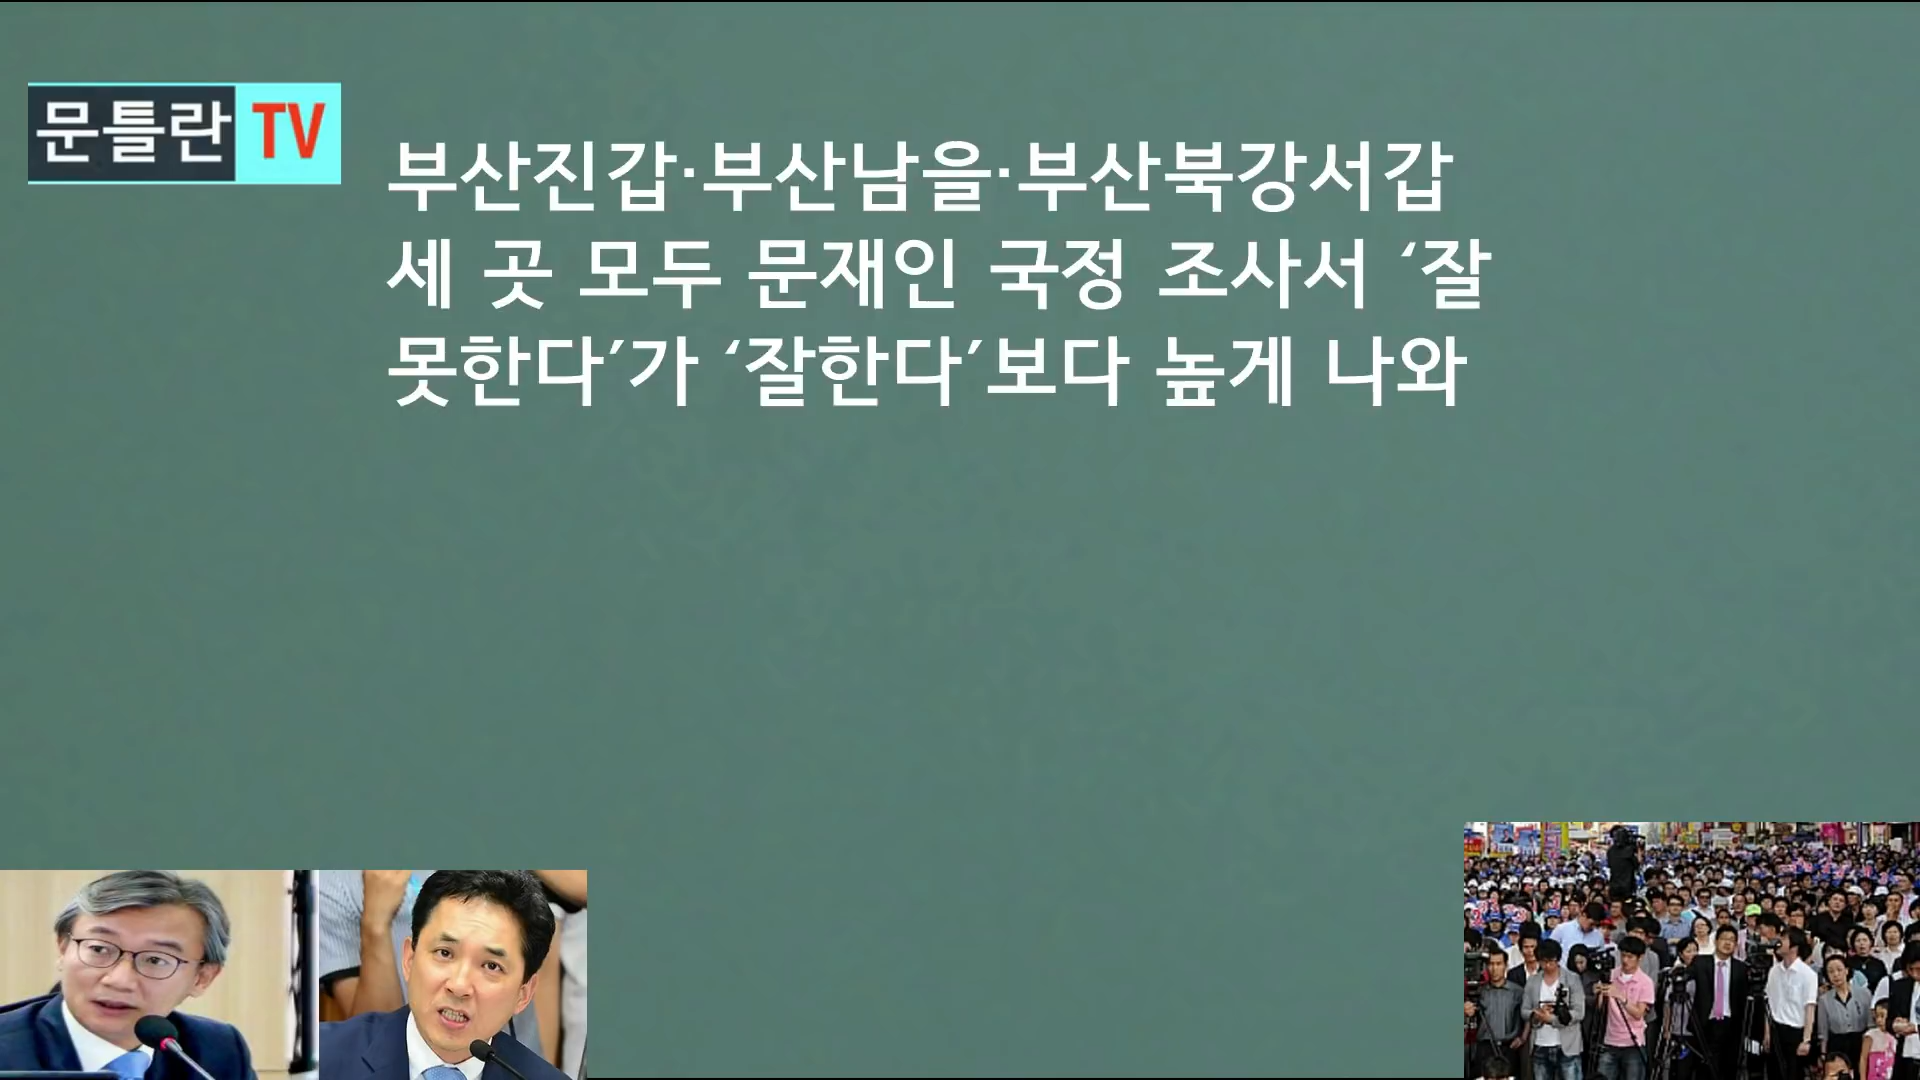 문틀란 TV
부산진갑·부산남을·부산북강서갑
세 곳 모두 문재인 국정 조사서 ‘잘
못한다’가 ‘잘한다’보다 높게 나와